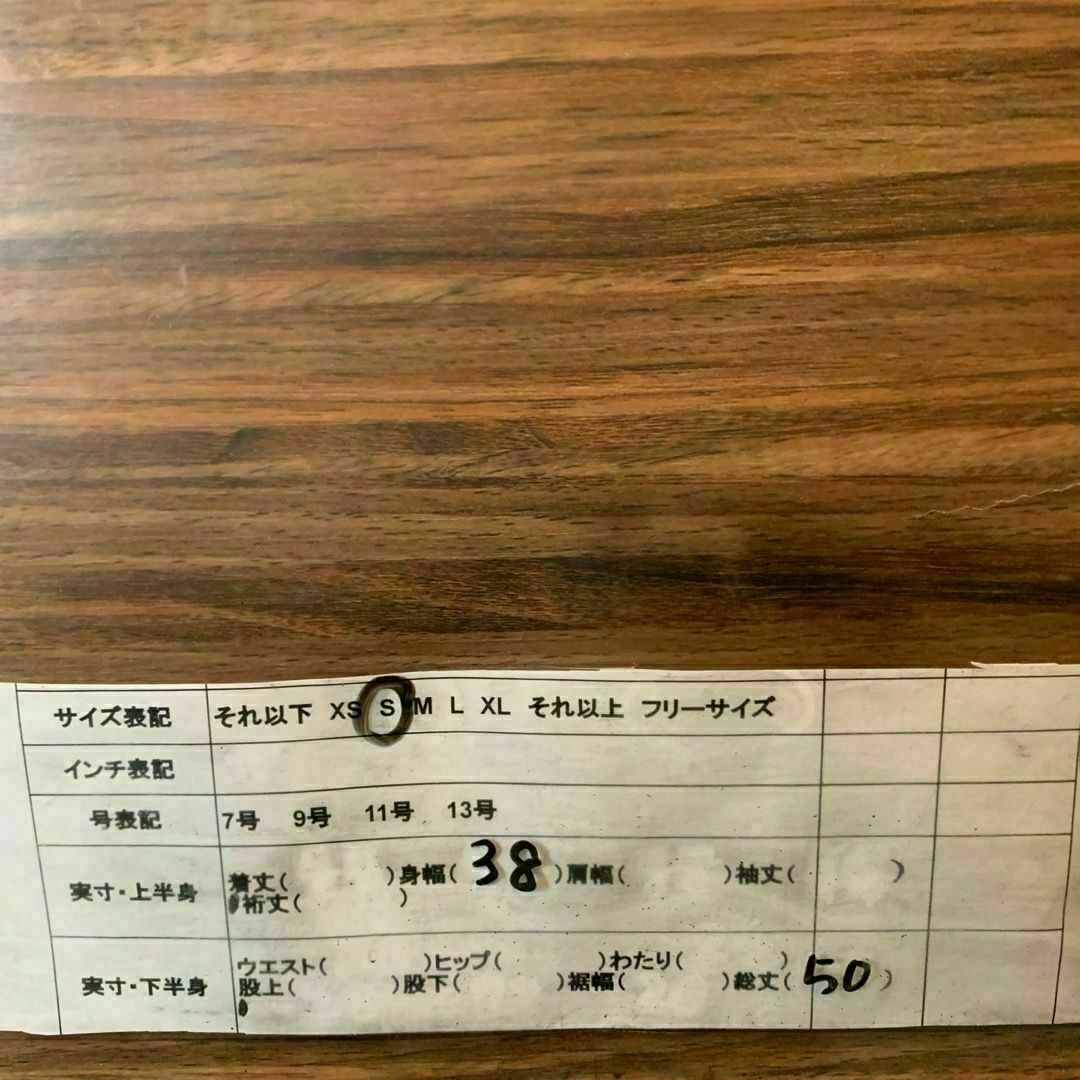 サイズ表記 それ以下 XS S M L XL それ以上 フリーサイズ
インチ表記
号表記 7号 9号 11号 13号
実寸・上半身 着丈( )身幅( 38 )肩幅( )袖丈( )
裄丈( )
実寸・下半身 ウエスト( )ヒップ( )わたり( )
股上( )股下( )裾幅( )総丈( 50 )